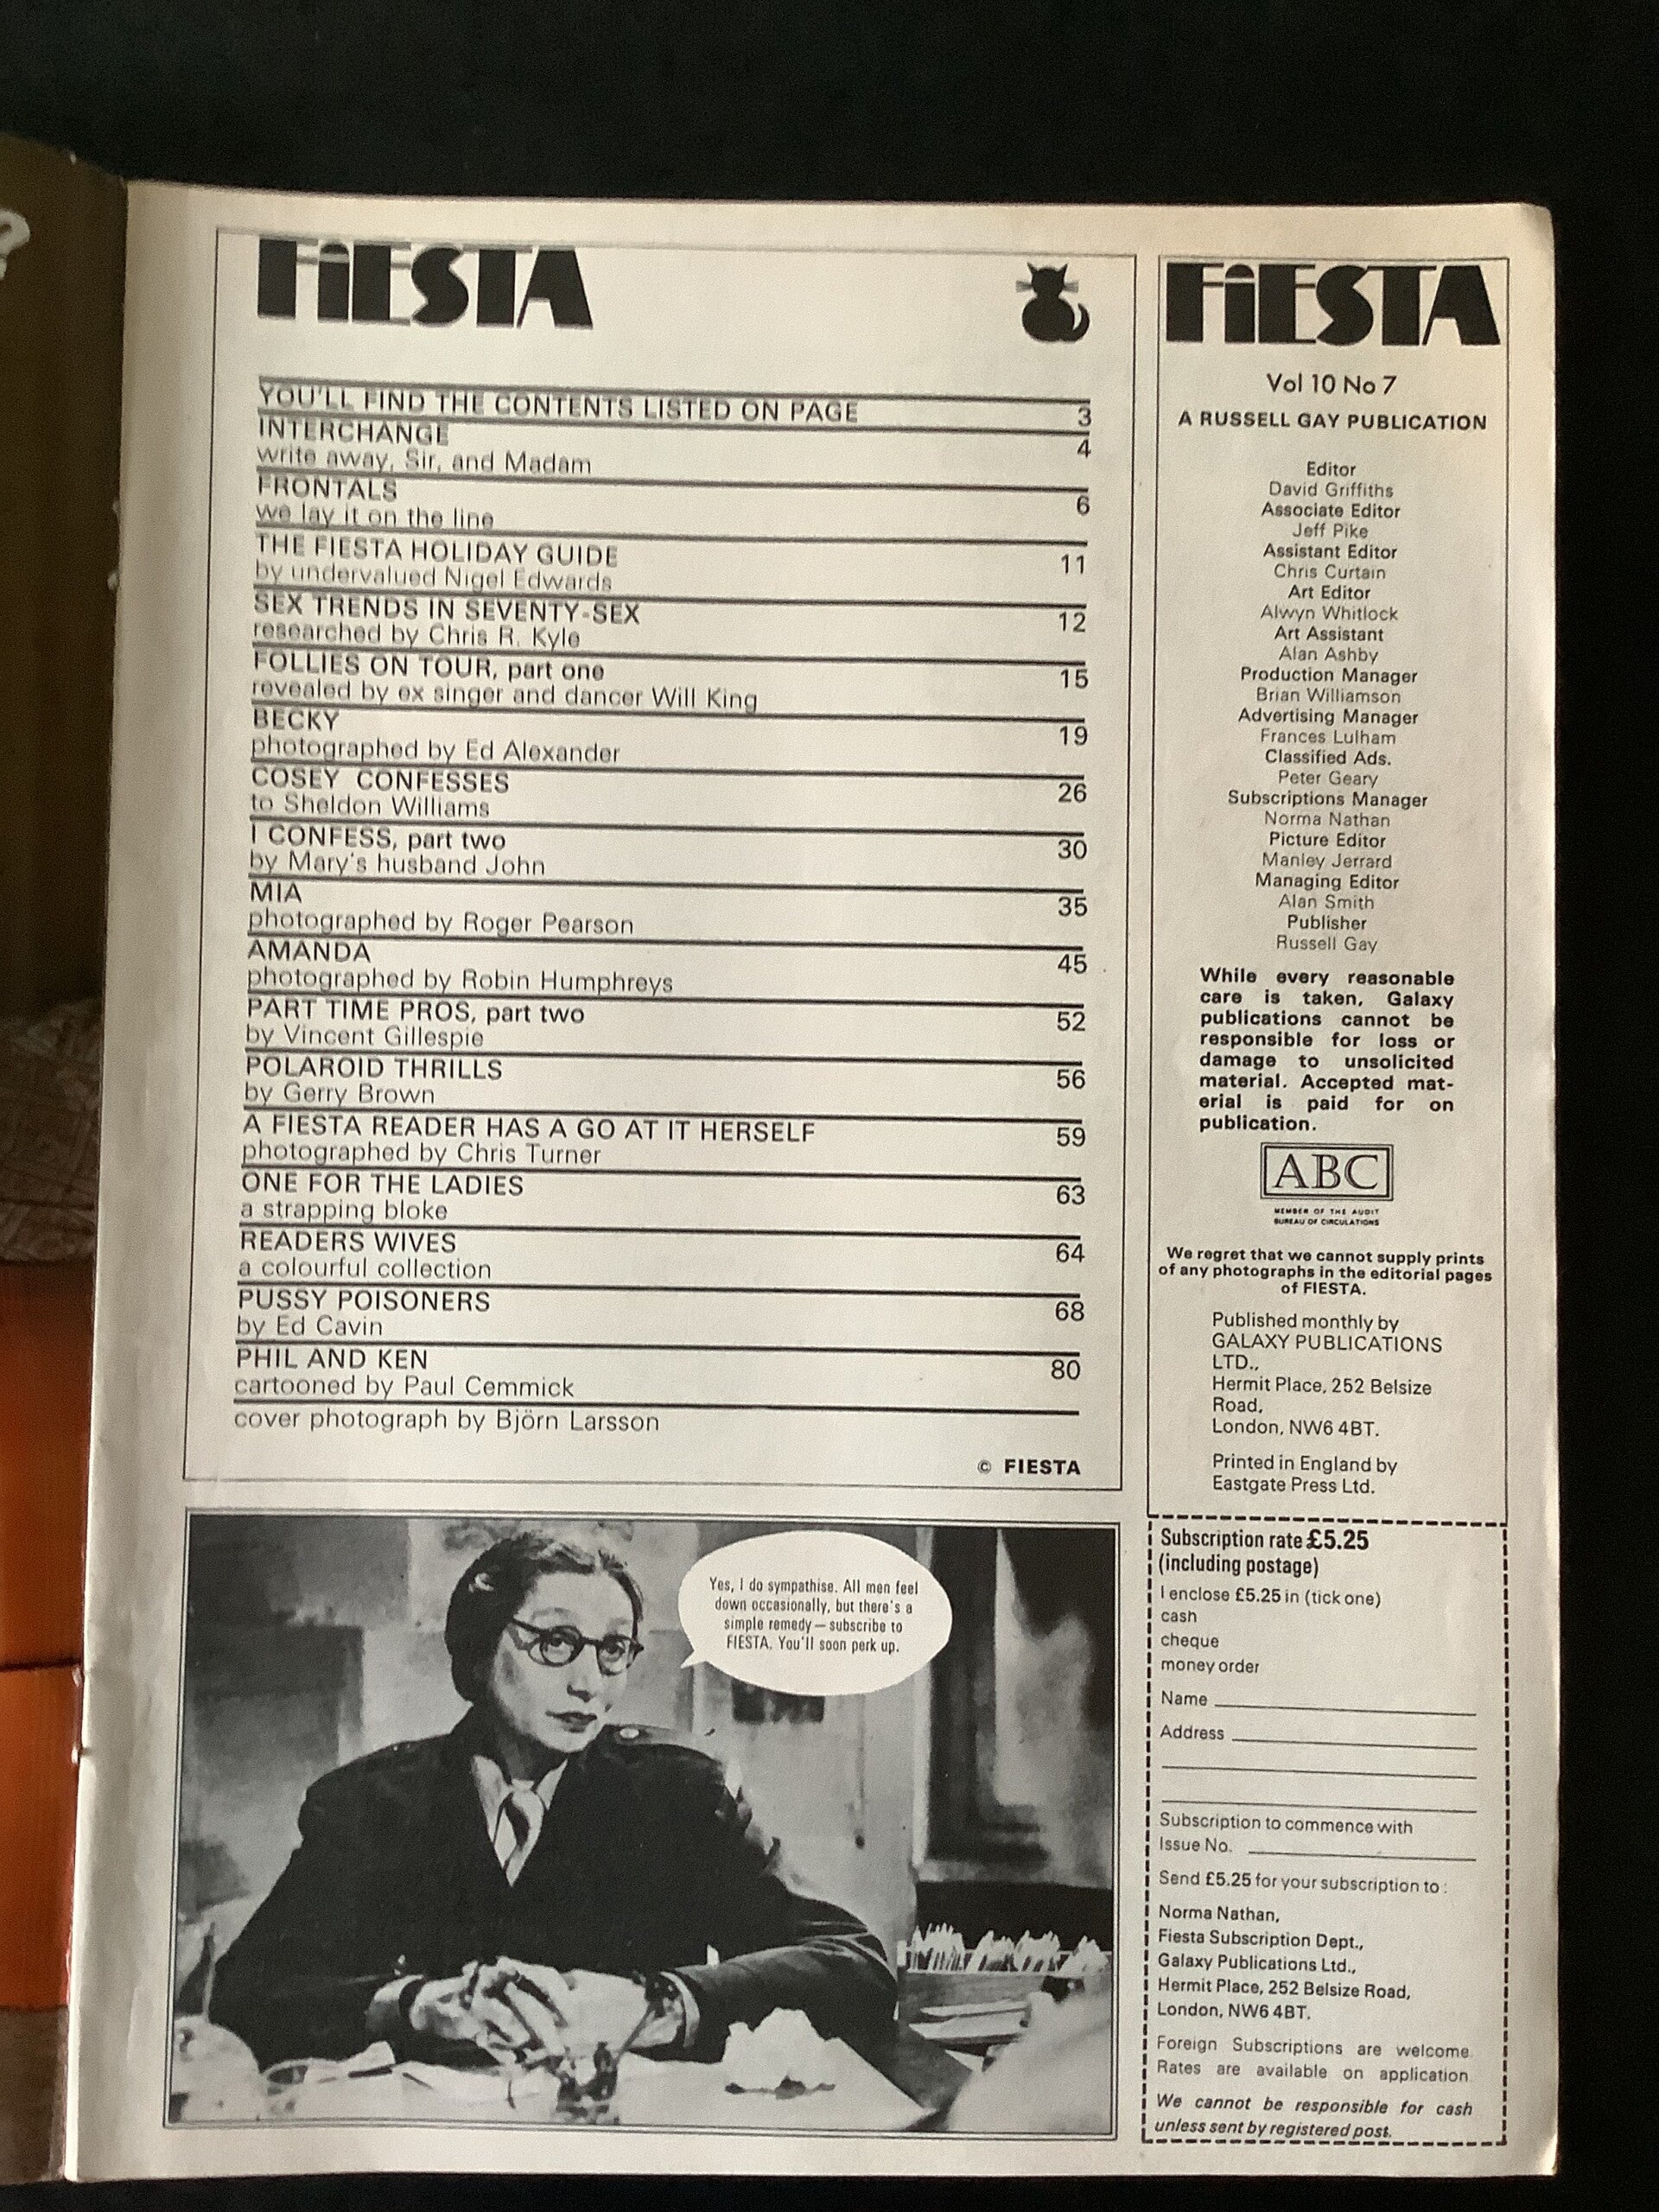 FiESTA
YOU'LL FIND THE CONTENTS LISTED ON PAGE 3
INTERCHANGE 4
write away, Sir, and Madam
FRONTALS 6
we lay it on the line
THE FIESTA HOLIDAY GUIDE 11
by undervalued Nigel Edwards
SEX TRENDS IN SEVENTY-SEX 12
researched by Chris R. Kyle
FOLLIES ON TOUR, part one 15
revealed by ex singer and dancer Will King
BECKY 19
photographed by Ed Alexander
COSEY CONFESSES 26
to Sheldon Williams
I CONFESS, part two 30
by Mary's husband John
MIA 35
photographed by Roger Pearson
AMANDA 45
photographed by Robin Humphreys
PART TIME PROS, part two 52
by Vincent Gillespie
POLAROID THRILLS 56
by Gerry Brown
A FIESTA READER HAS A GO AT IT HERSELF 59
photographed by Chris Turner
ONE FOR THE LADIES 63
a strapping bloke
READERS WIVES 64
a colourful collection
PUSSY POISONERS 68
by Ed Cavin
PHIL AND KEN 80
cartooned by Paul Cemmick
cover photograph by Björn Larsson
© FIESTA
Yes, I do sympathise. All men feel
down occasionally, but there's a
simple remedy — subscribe to
FIESTA. You'll soon perk up.
FiESTA
Vol 10 No 7
A RUSSELL GAY PUBLICATION
Editor
David Griffiths
Associate Editor
Jeff Pike
Assistant Editor
Chris Curtain
Art Editor
Alwyn Whitlock
Art Assistant
Alan Ashby
Production Manager
Brian Williamson
Advertising Manager
Frances Lulham
Classified Ads.
Peter Geary
Subscriptions Manager
Norma Nathan
Picture Editor
Manley Jerrard
Managing Editor
Alan Smith
Publisher
Russell Gay
While every reasonable
care is taken, Galaxy
publications cannot be
responsible for loss or
damage to unsolicited
material. Accepted mat-
erial is paid for on
publication.
ABC
MEMBER OF THE AUDIT
BUREAU OF CIRCULATIONS
We regret that we cannot supply prints
of any photographs in the editorial pages
of FIESTA.
Published monthly by
GALAXY PUBLICATIONS
LTD.,
Hermit Place, 252 Belsize
Road,
London, NW6 4BT.
Printed in England by
Eastgate Press Ltd.
Subscription rate £5.25
(including postage)
I enclose £5.25 in (tick one)
cash
cheque
money order
Name
Address
Subscription to commence with
Issue No.
Send £5.25 for your subscription to:
Norma Nathan,
Fiesta Subscription Dept.,
Galaxy Publications Ltd.,
Hermit Place, 252 Belsize Road,
London, NW6 4BT.
Foreign Subscriptions are welcome
Rates are available on application
We cannot be responsible for cash
unless sent by registered post.